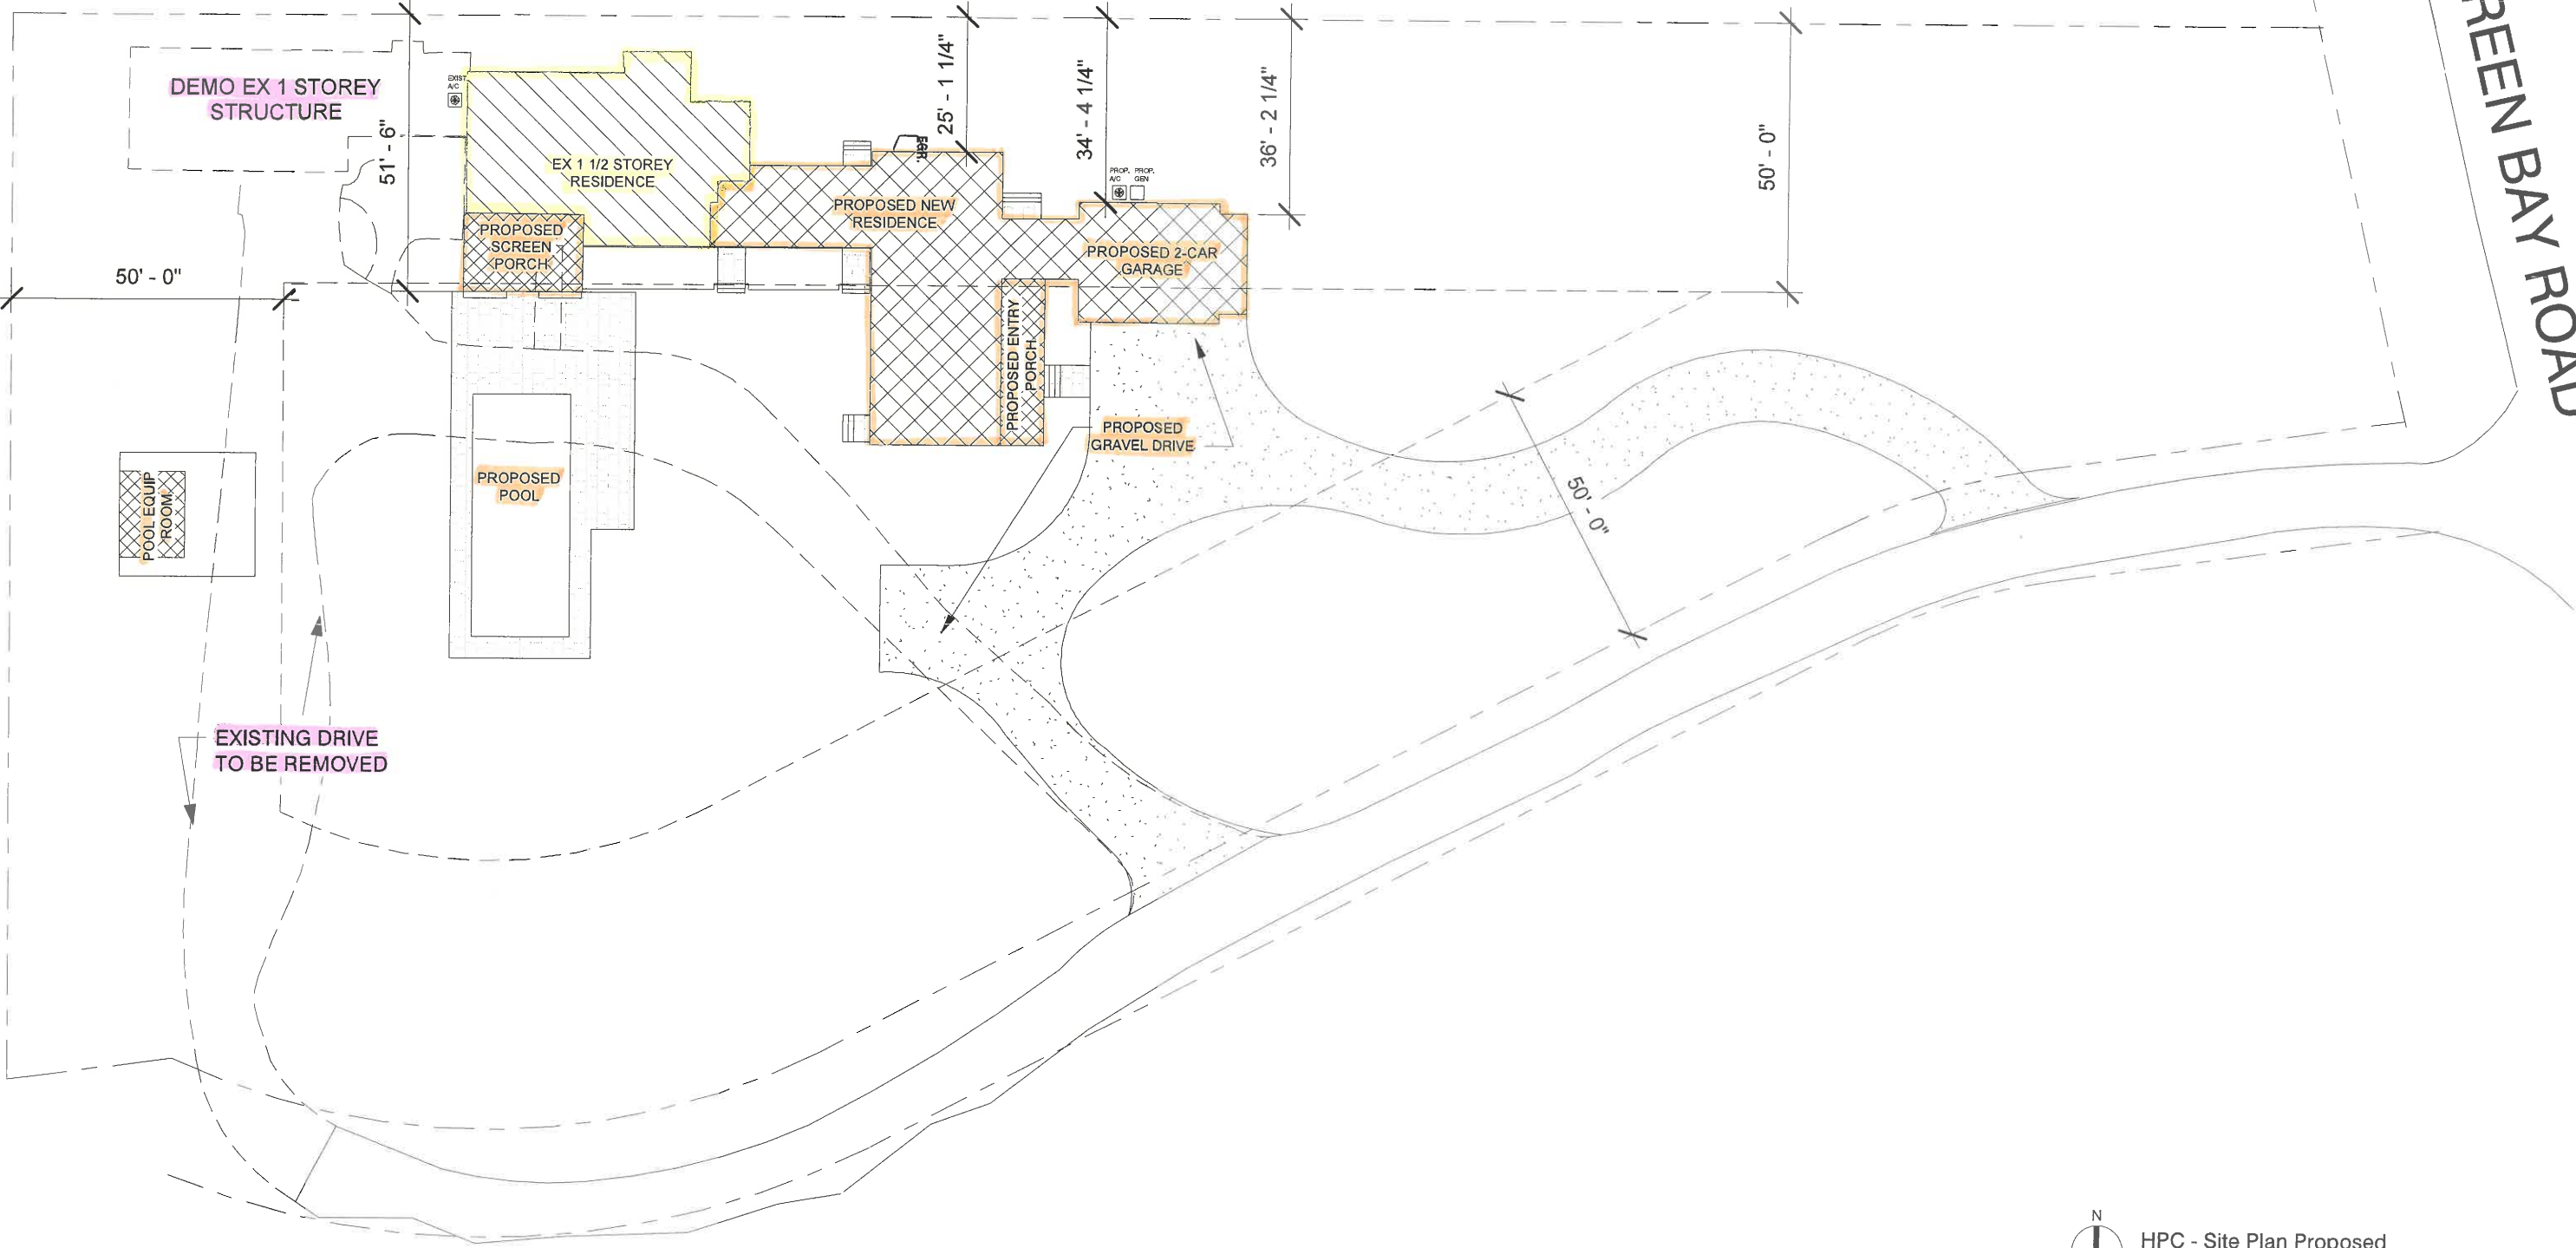 REEN BAY ROAD
DEMO EX 1 STOREY
STRUCTURE
EXIST.
A/C
51' - 6"
25' - 1 1/4"
34' - 4 1/4"
36' - 2 1/4"
50' - 0"
EX 1 1/2 STOREY
RESIDENCE
EGR.
PROP.
A/C
PROP.
GEN
PROPOSED NEW
RESIDENCE
PROPOSED
SCREEN
PORCH
PROPOSED 2-CAR
GARAGE
50' - 0"
PROPOSED ENTRY
PORCH
PROPOSED
GRAVEL DRIVE
PROPOSED
POOL
POOL EQUIP
ROOM
50' - 0"
EXISTING DRIVE
TO BE REMOVED
N
HPC - Site Plan Proposed